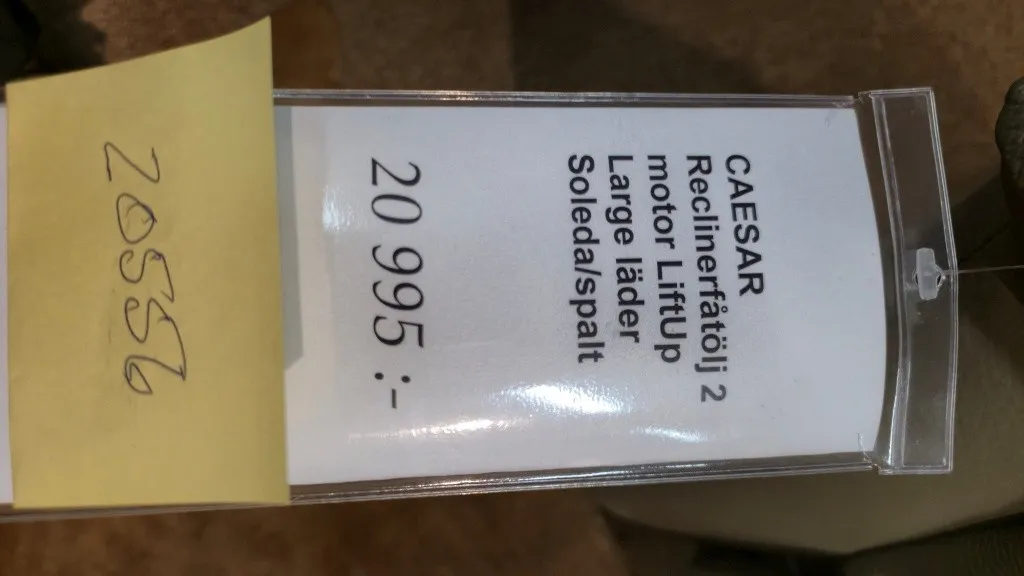 CAESAR
Reclinerfåtölj 2
motor LiftUp
Large läder
Soleda/spalt
20 995 :-
20556